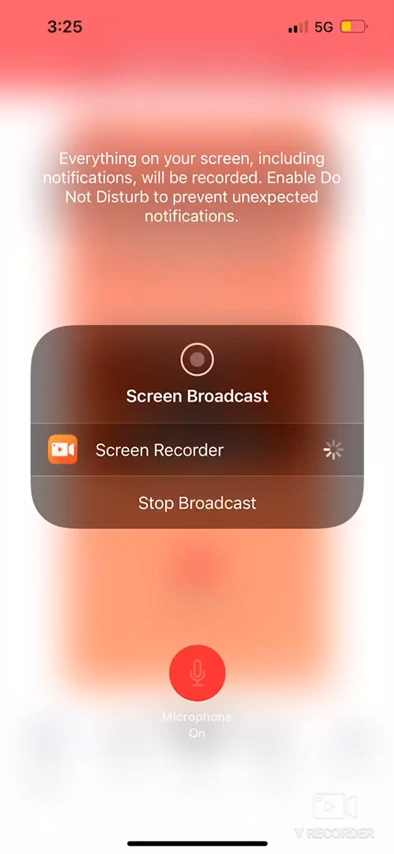 3:25 5G
Everything on your screen, including
notifications, will be recorded. Enable Do
Not Disturb to prevent unexpected
notifications.
Screen Broadcast
Screen Recorder
Stop Broadcast
Microphone
On
V RECORDER